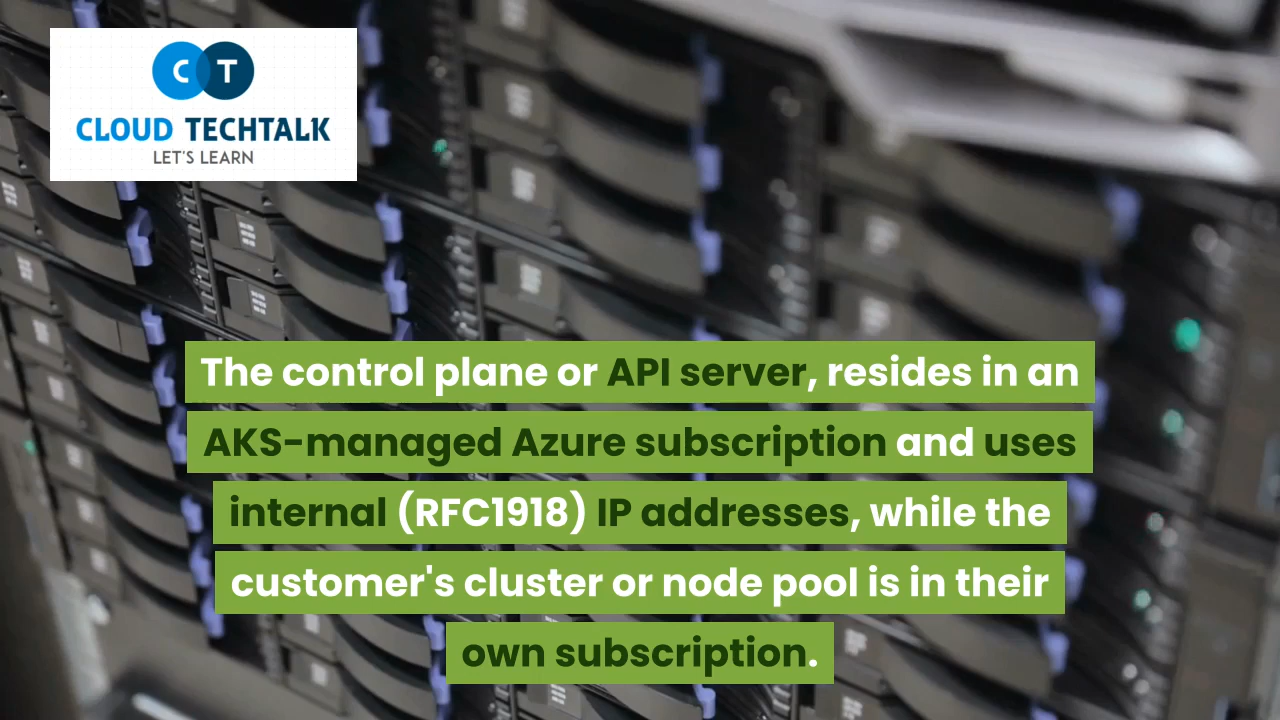 C T
CLOUD TECHTALK
LET'S LEARN
The control plane or API server, resides in an
AKS-managed Azure subscription and uses
internal (RFC1918) IP addresses, while the
customer's cluster or node pool is in their
own subscription.